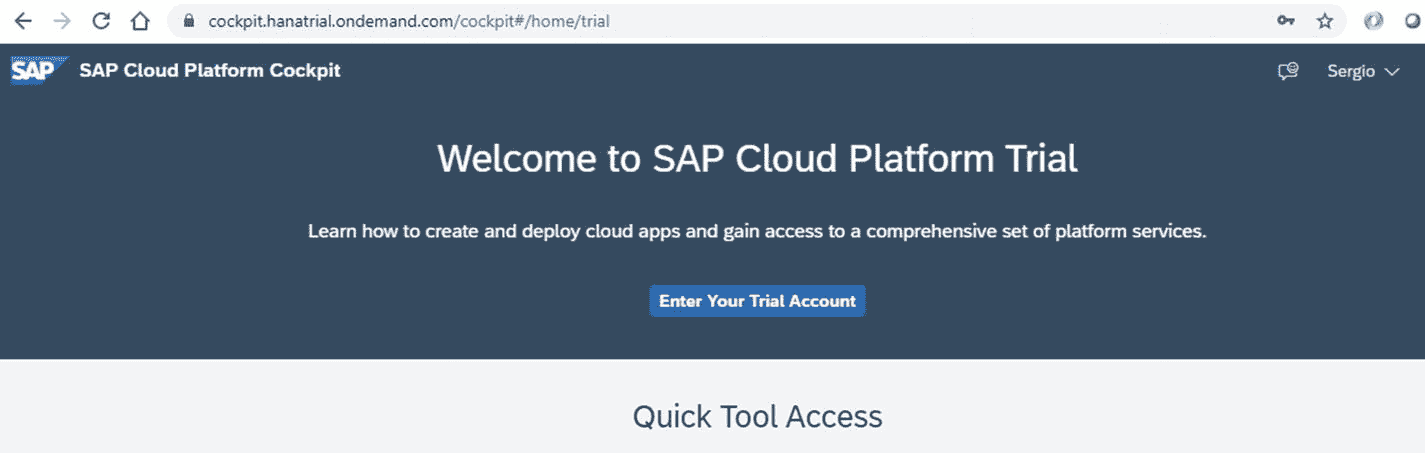 cockpit.hanatrial.ondemand.com/cockpit#/home/trial
SAP SAP Cloud Platform Cockpit Sergio
Welcome to SAP Cloud Platform Trial
Learn how to create and deploy cloud apps and gain access to a comprehensive set of platform services.
Enter Your Trial Account
Quick Tool Access